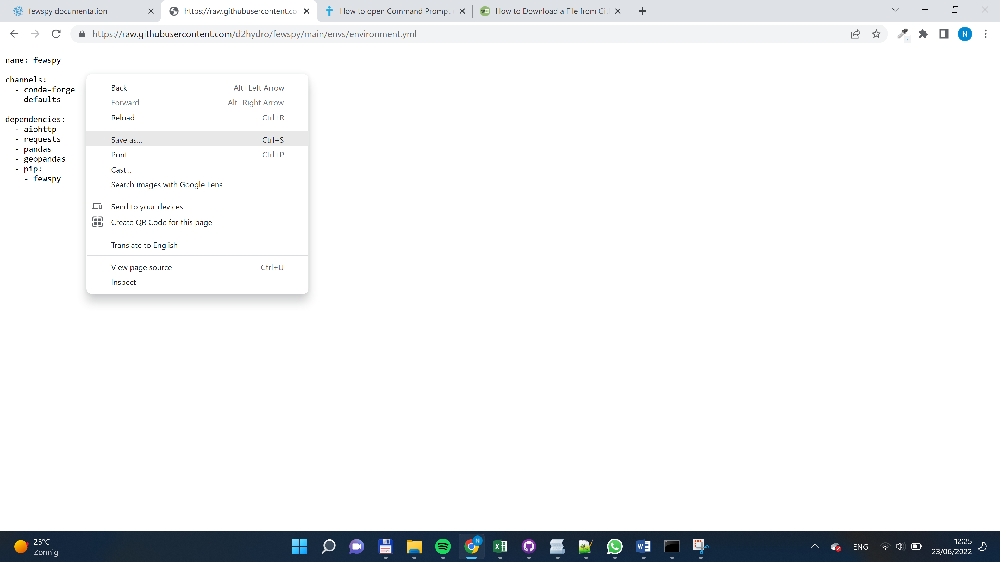 fewspy documentation
https://raw.githubusercontent.co
How to open Command Prompt
How to Download a File from Git
https://raw.githubusercontent.com/d2hydro/fewspy/main/envs/environment.yml
N
name: fewspy
channels:
- conda-forge
- defaults
dependencies:
- aiohttp
- requests
- pandas
- geopandas
- pip:
- fewspy
Back Alt+Left Arrow
Forward Alt+Right Arrow
Reload Ctrl+R
Save as... Ctrl+S
Print... Ctrl+P
Cast...
Search images with Google Lens
Send to your devices
Create QR Code for this page
Translate to English
View page source Ctrl+U
Inspect
25°C
Zonnig
ENG
12:25
23/06/2022